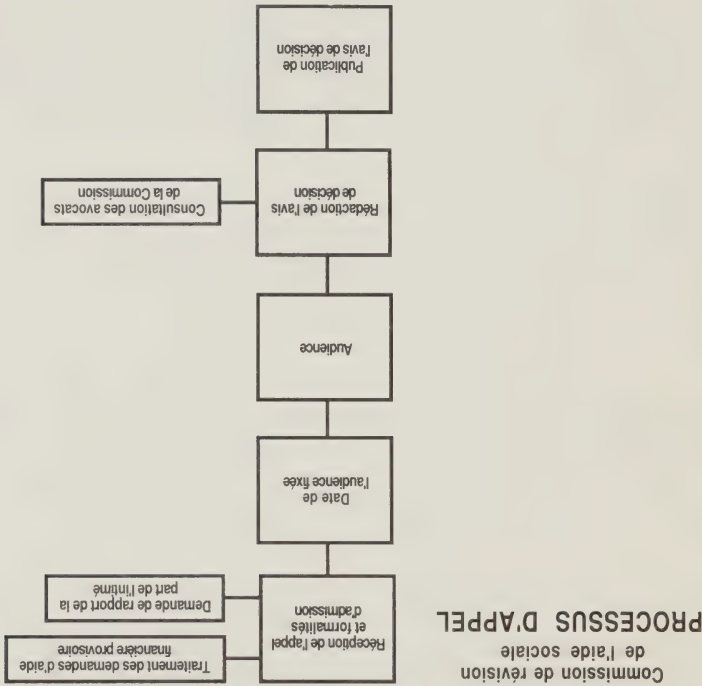 Commission de révision
de l'aide sociale
PROCESSUS D'APPEL
Réception de l'appel
et formalités
d'admission
Traitement des demandes d'aide
financière provisoire
Demande de rapport de la
part de l'intimé
Date de
l'audience fixée
Audience
Rédaction de l'avis
de décision
Consultation des avocats
de la Commission
Publication de
l'avis de décision